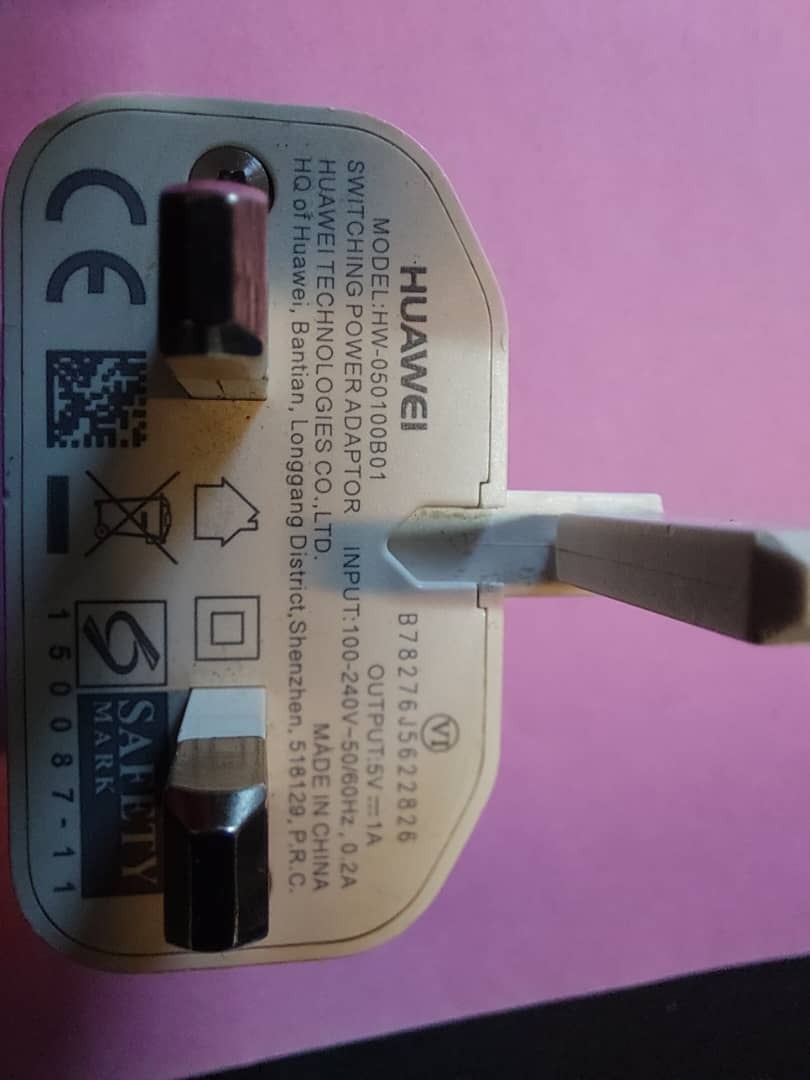 HUAWEI
B78276J5622826
VI
MODEL:HW-050100B01
OUTPUT:5V⎓1A
SWITCHING POWER ADAPTOR INPUT:100-240V~50/60Hz, 0.2A
HUAWEI TECHNOLOGIES CO.,LTD.
MADE IN CHINA
HQ of Huawei, Bantian, Longgang District,Shenzhen, 518129, P.R.C.
CE
SAFETY
MARK
150087-11